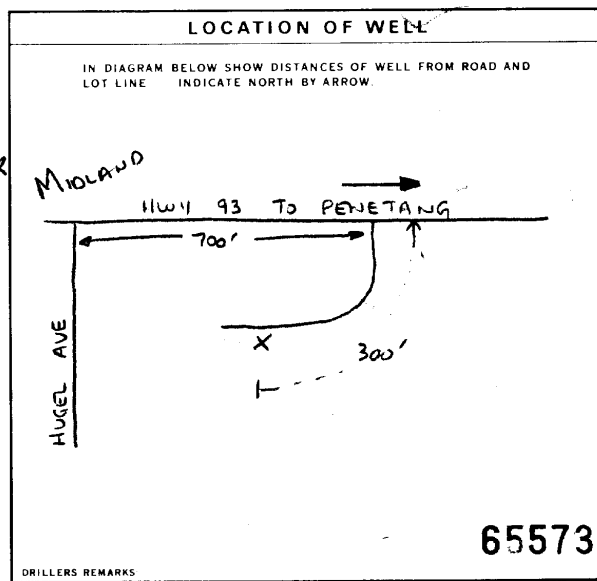 LOCATION OF WELL
IN DIAGRAM BELOW SHOW DISTANCES OF WELL FROM ROAD AND
LOT LINE INDICATE NORTH BY ARROW.
MIDLAND
HWY 93 TO PENETANG
700'
HUGEL AVE
X
300'
65573
DRILLERS REMARKS